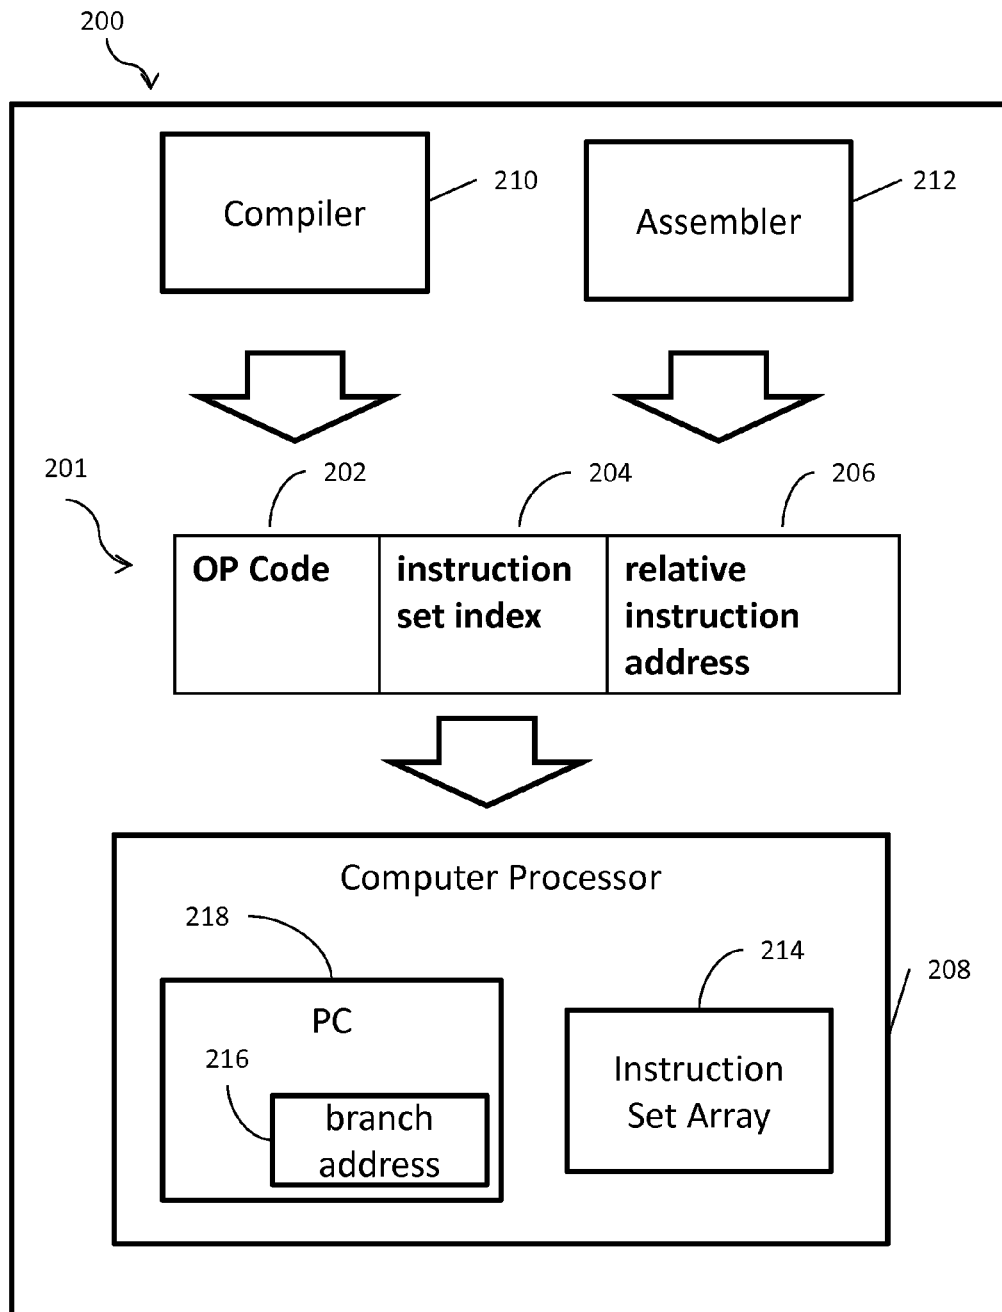 200
Compiler
210
Assembler
212
201
202
204
206
OP Code
instruction
set index
relative
instruction
address
Computer Processor
218
214
208
PC
216
branch
address
Instruction
Set Array